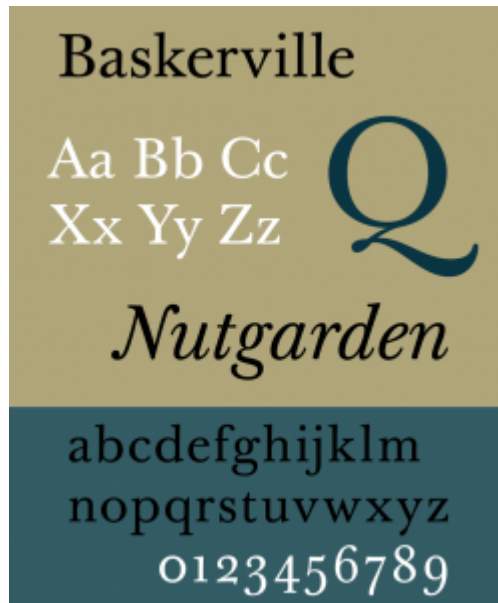 Baskerville
Aa Bb Cc
Q
Xx Yy Zz
Nutgarden
abcdefghijklm
nopqrstuvwxyz
0123456789